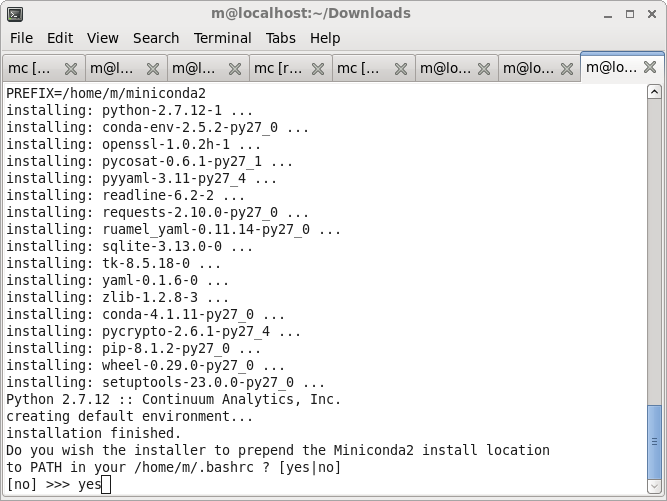 m@localhost:~/Downloads
File Edit View Search Terminal Tabs Help
mc [... m@l... m@l... mc [r... mc [... m@lo... m@lo... m@lo...
PREFIX=/home/m/miniconda2
installing: python-2.7.12-1 ...
installing: conda-env-2.5.2-py27_0 ...
installing: openssl-1.0.2h-1 ...
installing: pycosat-0.6.1-py27_1 ...
installing: pyyaml-3.11-py27_4 ...
installing: readline-6.2-2 ...
installing: requests-2.10.0-py27_0 ...
installing: ruamel_yaml-0.11.14-py27_0 ...
installing: sqlite-3.13.0-0 ...
installing: tk-8.5.18-0 ...
installing: yaml-0.1.6-0 ...
installing: zlib-1.2.8-3 ...
installing: conda-4.1.11-py27_0 ...
installing: pycrypto-2.6.1-py27_4 ...
installing: pip-8.1.2-py27_0 ...
installing: wheel-0.29.0-py27_0 ...
installing: setuptools-23.0.0-py27_0 ...
Python 2.7.12 :: Continuum Analytics, Inc.
creating default environment...
installation finished.
Do you wish the installer to prepend the Miniconda2 install location
to PATH in your /home/m/.bashrc ? [yes|no]
[no] >>> yes